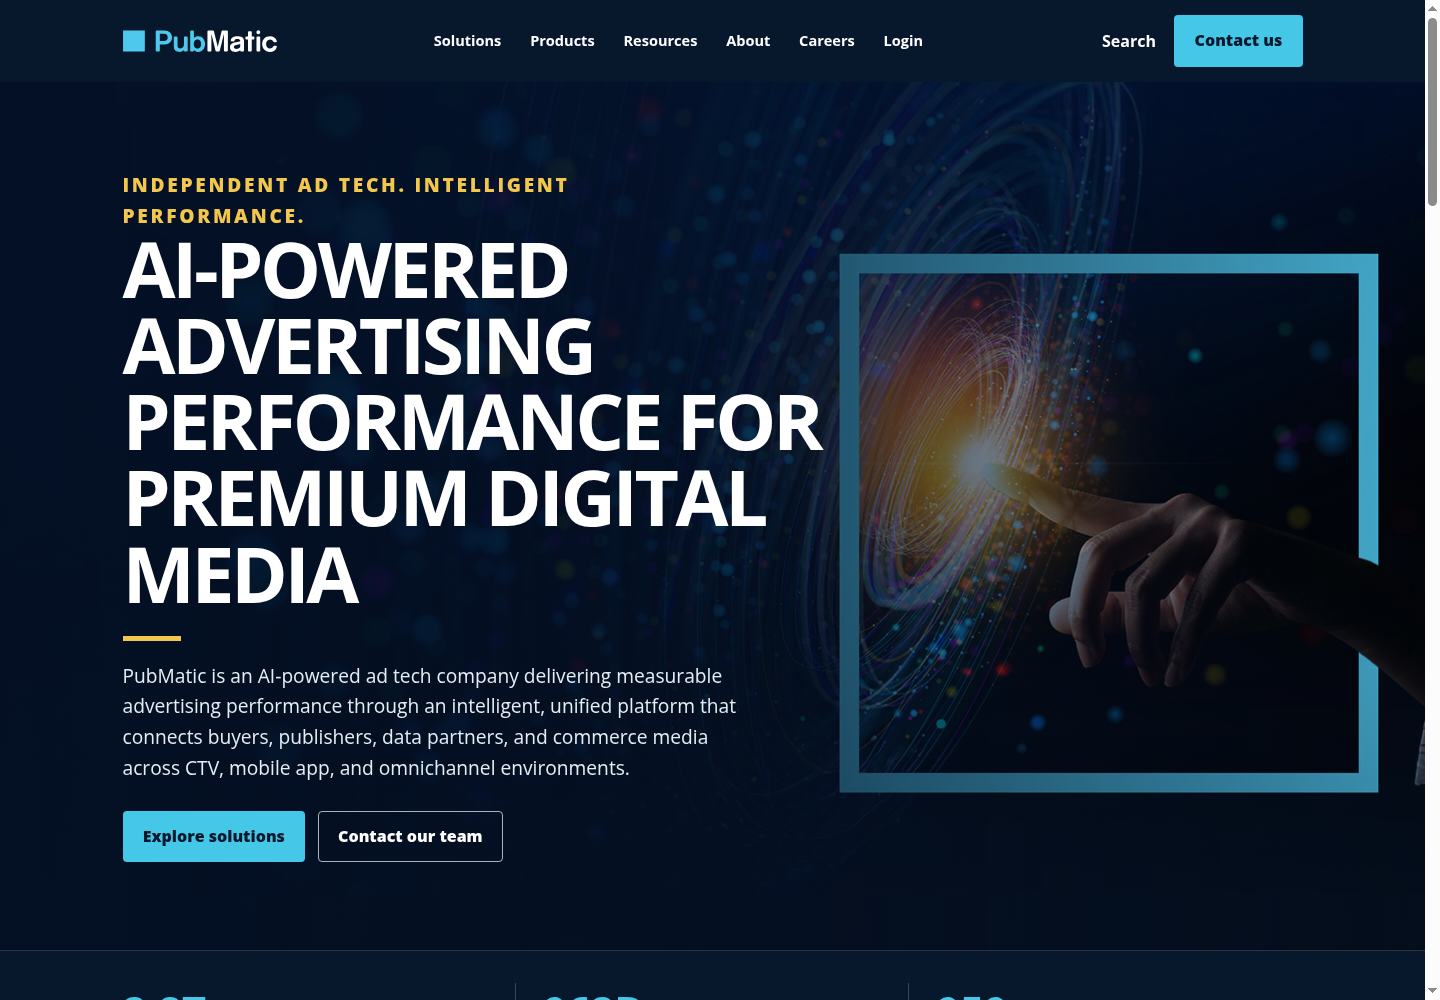 PubMatic
Solutions Products Resources About Careers Login Search Contact us
INDEPENDENT AD TECH. INTELLIGENT
PERFORMANCE.
AI-POWERED
ADVERTISING
PERFORMANCE FOR
PREMIUM DIGITAL
MEDIA
PubMatic is an AI-powered ad tech company delivering measurable
advertising performance through an intelligent, unified platform that
connects buyers, publishers, data partners, and commerce media
across CTV, mobile app, and omnichannel environments.
Explore solutions
Contact our team